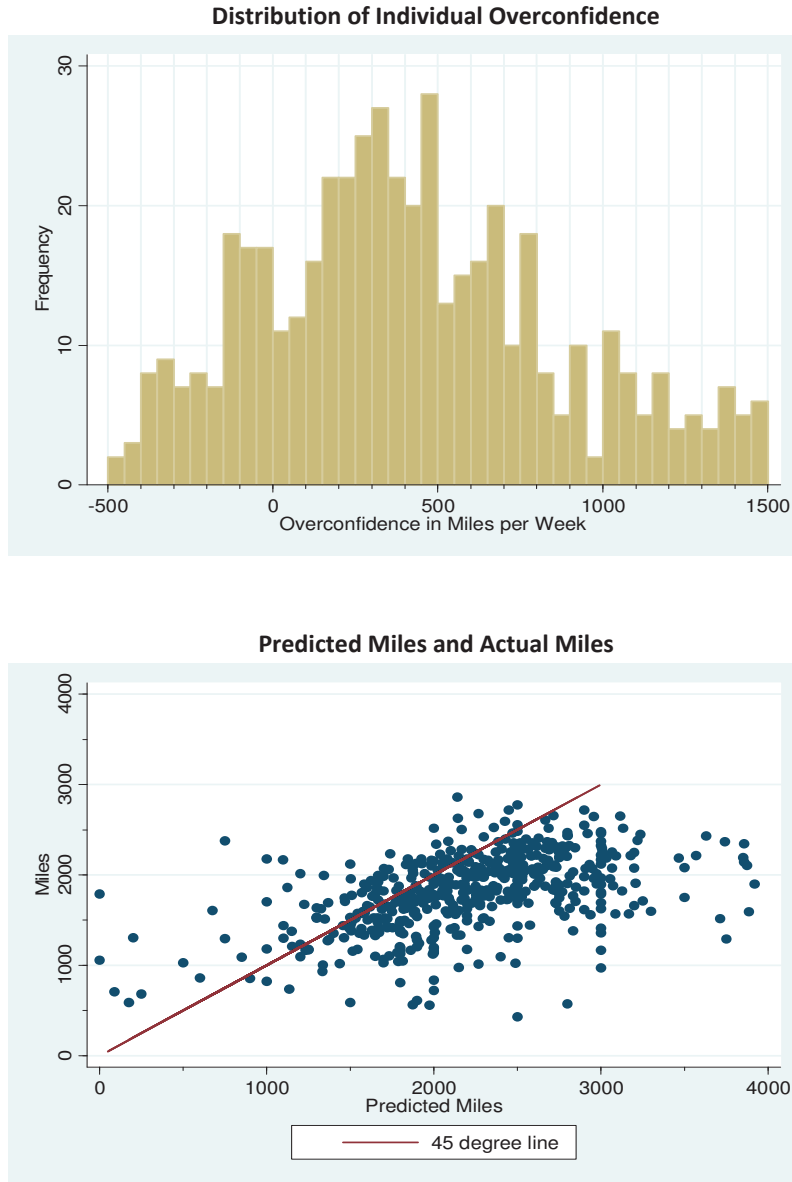 Distribution of Individual Overconfidence
30
20
10
0
Frequency
-500 0 500 1000 1500
Overconfidence in Miles per Week
Predicted Miles and Actual Miles
4000
3000
2000
1000
0
Miles
0 1000 2000 3000 4000
Predicted Miles
45 degree line